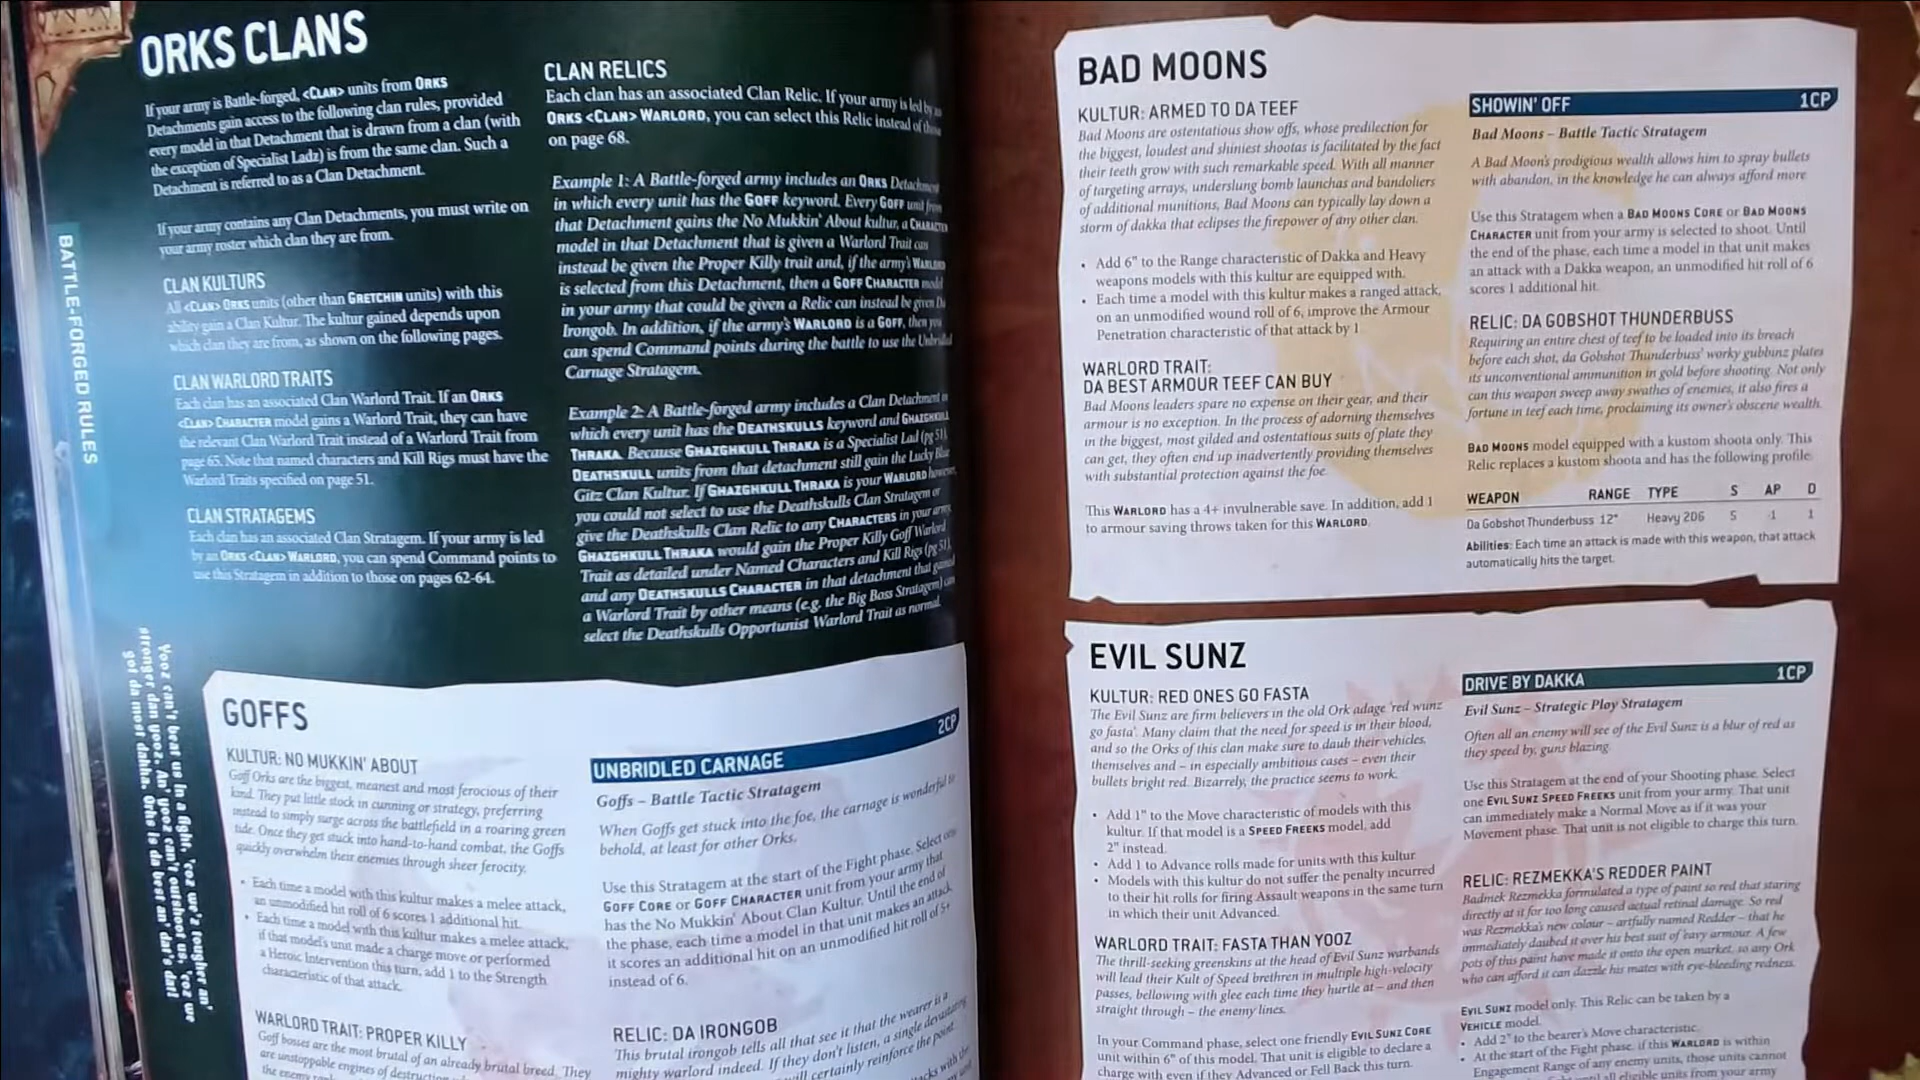 ORKS CLANS
If your army is Battle-forged, <CLAN> units from ORKS
Detachments gain access to the following clan rules, provided
every model in that Detachment that is drawn from a clan (with
the exception of Specialist Ladz) is from the same clan. Such a
Detachment is referred to as a Clan Detachment.
If your army contains any Clan Detachments, you must write on
your army roster which clan they are from.
CLAN KULTURS
All <CLAN> ORKS units (other than GRETCHIN units) with this
ability gain a Clan Kultur. The kultur gained depends upon
which clan they are from, as shown on the following pages.
CLAN WARLORD TRAITS
Each clan has an associated Clan Warlord Trait. If an ORKS
<CLAN> CHARACTER model gains a Warlord Trait, they can have
the relevant Clan Warlord Trait instead of a Warlord Trait from
page 65. Note that named characters and Kill Rigs must have the
Warlord Traits specified on page 51.
CLAN STRATAGEMS
Each clan has an associated Clan Stratagem. If your army is led
by an ORKS <CLAN> WARLORD, you can spend Command points to
use this Stratagem in addition to those on pages 62-64.
CLAN RELICS
Each clan has an associated Clan Relic. If your army is led by an
ORKS <CLAN> WARLORD, you can select this Relic instead of those
on page 68.
Example 1: A Battle-forged army includes an ORKS Detachment
in which every unit has the GOFF keyword. Every GOFF unit from
that Detachment gains the No Mukkin' About kultur, a CHARACTER
model in that Detachment that is given a Warlord Trait can
instead be given the Proper Killy trait and, if the army's WARLORD
is selected from this Detachment, then a GOFF CHARACTER model
in your army that could be given a Relic can instead be given Da
Irongob. In addition, if the army's WARLORD is a GOFF, then you
can spend Command points during the battle to use the Unbridled
Carnage Stratagem.
Example 2: A Battle-forged army includes a Clan Detachment in
which every unit has the DEATHSKULLS keyword and GHAZGHKULL
THRAKA. Because GHAZGHKULL THRAKA is a Specialist Lad (pg 51),
DEATHSKULL units from that detachment still gain the Lucky Blue
Gitz Clan Kultur. If GHAZGHKULL THRAKA is your WARLORD however,
you could not select to use the Deathskulls Clan Stratagem or
give the Deathskulls Clan Relic to any CHARACTERS in your army.
GHAZGHKULL THRAKA would gain the Proper Killy Goff Warlord
Trait as detailed under Named Characters and Kill Rigs (pg 51),
and any DEATHSKULLS CHARACTER in that detachment that gained
a Warlord Trait by other means (e.g. the Big Boss Stratagem) can
select the Deathskulls Opportunist Warlord Trait as normal.
BATTLE-FORGED RULES
'Yooz can't beat us in a fight, 'coz we'z tougher an'
stronger dan yooz. An' yooz can't outshoot us, 'coz we
got da most dakka. Orks is da best an' dat's dat!
GOFFS
KULTUR: NO MUKKIN' ABOUT
Goff Orks are the biggest, meanest and most ferocious of their
kind. They put little stock in cunning or strategy, preferring
instead to simply surge across the battlefield in a roaring green
tide. Once they get stuck into hand-to-hand combat, the Goffs
quickly overwhelm their enemies through sheer ferocity.
• Each time a model with this kultur makes a melee attack,
an unmodified hit roll of 6 scores 1 additional hit.
• Each time a model with this kultur makes a melee attack,
if that model's unit made a charge move or performed
a Heroic Intervention this turn, add 1 to the Strength
characteristic of that attack.
WARLORD TRAIT: PROPER KILLY
Goff bosses are the most brutal of an already brutal breed. They
are unstoppable engines of destruction
the enemy
UNBRIDLED CARNAGE 2CP
Goffs – Battle Tactic Stratagem
When Goffs get stuck into the foe, the carnage is wonderful to
behold, at least for other Orks.
Use this Stratagem at the start of the Fight phase. Select one
GOFF CORE or GOFF CHARACTER unit from your army that
has the No Mukkin' About Clan Kultur. Until the end of
the phase, each time a model in that unit makes an attack,
it scores an additional hit on an unmodified hit roll of 5+
instead of 6.
RELIC: DA IRONGOB
This brutal irongob tells all that see it that the wearer is a
mighty warlord indeed. If they don't listen, a single devastating
will certainly reinforce the point.
BAD MOONS
KULTUR: ARMED TO DA TEEF
Bad Moons are ostentatious show offs, whose predilection for
the biggest, loudest and shiniest shootas is facilitated by the fact
their teeth grow with such remarkable speed. With all manner
of targeting arrays, underslung bomb launchas and bandoliers
of additional munitions, Bad Moons can typically lay down a
storm of dakka that eclipses the firepower of any other clan.
• Add 6" to the Range characteristic of Dakka and Heavy
weapons models with this kultur are equipped with.
• Each time a model with this kultur makes a ranged attack,
on an unmodified wound roll of 6, improve the Armour
Penetration characteristic of that attack by 1
WARLORD TRAIT:
DA BEST ARMOUR TEEF CAN BUY
Bad Moons leaders spare no expense on their gear, and their
armour is no exception. In the process of adorning themselves
in the biggest, most gilded and ostentatious suits of plate they
can get, they often end up inadvertently providing themselves
with substantial protection against the foe
This WARLORD has a 4+ invulnerable save. In addition, add 1
to armour saving throws taken for this WARLORD.
SHOWIN' OFF 1CP
Bad Moons – Battle Tactic Stratagem
A Bad Moon's prodigious wealth allows him to spray bullets
with abandon, in the knowledge he can always afford more
Use this Stratagem when a BAD MOONS CORE or BAD MOONS
CHARACTER unit from your army is selected to shoot. Until
the end of the phase, each time a model in that unit makes
an attack with a Dakka weapon, an unmodified hit roll of 6
scores 1 additional hit.
RELIC: DA GOBSHOT THUNDERBUSS
Requiring an entire chest of teef to be loaded into its breach
before each shot, da Gobshot Thunderbuss' worky gubbinz plates
its unconventional ammunition in gold before shooting. Not only
can this weapon sweep away swathes of enemies, it also fires a
fortune in teef each time, proclaiming its owner's obscene wealth.
BAD MOONS model equipped with a kustom shoota only. This
Relic replaces a kustom shoota and has the following profile.
WEAPON RANGE TYPE S AP D
Da Gobshot Thunderbuss 12" Heavy 2D6 5 -1 1
Abilities: Each time an attack is made with this weapon, that attack
automatically hits the target.
EVIL SUNZ
KULTUR: RED ONES GO FASTA
The Evil Sunz are firm believers in the old Ork adage 'red wunz
go fasta'. Many claim that the need for speed is in their blood,
and so the Orks of this clan make sure to daub their vehicles,
themselves and – in especially ambitious cases – even their
bullets bright red. Bizarrely, the practice seems to work.
• Add 1" to the Move characteristic of models with this
kultur. If that model is a SPEED FREEKS model, add
2" instead.
• Add 1 to Advance rolls made for units with this kultur
• Models with this kultur do not suffer the penalty incurred
to their hit rolls for firing Assault weapons in the same turn
in which their unit Advanced.
WARLORD TRAIT: FASTA THAN YOOZ
The thrill-seeking greenskins at the head of Evil Sunz warbands
will lead their Kult of Speed brethren in multiple high-velocity
passes, bellowing with glee each time they hurtle at – and then
straight through – the enemy lines.
In your Command phase, select one friendly EVIL SUNZ CORE
unit within 6" of this model. That unit is eligible to declare a
charge with even if they Advanced or Fell Back this turn.
DRIVE BY DAKKA 1CP
Evil Sunz – Strategic Ploy Stratagem
Often all an enemy will see of the Evil Sunz is a blur of red as
they speed by, guns blazing.
Use this Stratagem at the end of your Shooting phase. Select
one EVIL SUNZ SPEED FREEKS unit from your army. That unit
can immediately make a Normal Move as if it was your
Movement phase. That unit is not eligible to charge this turn.
RELIC: REZMEKKA'S REDDER PAINT
Badmek Rezmekka formulated a type of paint so red that staring
directly at it for too long caused actual retinal damage. So red
was Rezmekka's new colour – artfully named Redder – that he
immediately daubed it over his best suit of 'eavy armour. A few
pots of this paint have made it onto the open market, so any Ork
who can afford it can dazzle his mates with eye-bleeding redness.
EVIL SUNZ model only. This Relic can be taken by a
VEHICLE model.
• Add 2" to the bearer's Move characteristic.
• At the start of the Fight phase, if this WARLORD is within
Engagement Range of any enemy units, those units cannot
until all eligible units from your army